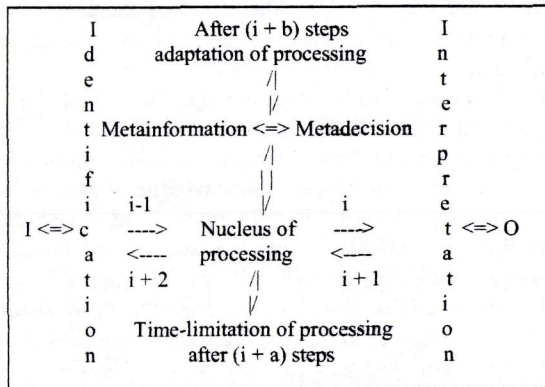 I After (i + b) steps I
d adaptation of processing n
e /| t
n |/ e
t Metainformation <=> Metadecision r
i /| p
f || r
i i-1 |/ i e
I <=> c ----> Nucleus of ----> t <=> O
a <---- processing <---- a
t i + 2 /| i + 1 t
i |/ i
o Time-limitation of processing o
n after (i + a) steps n